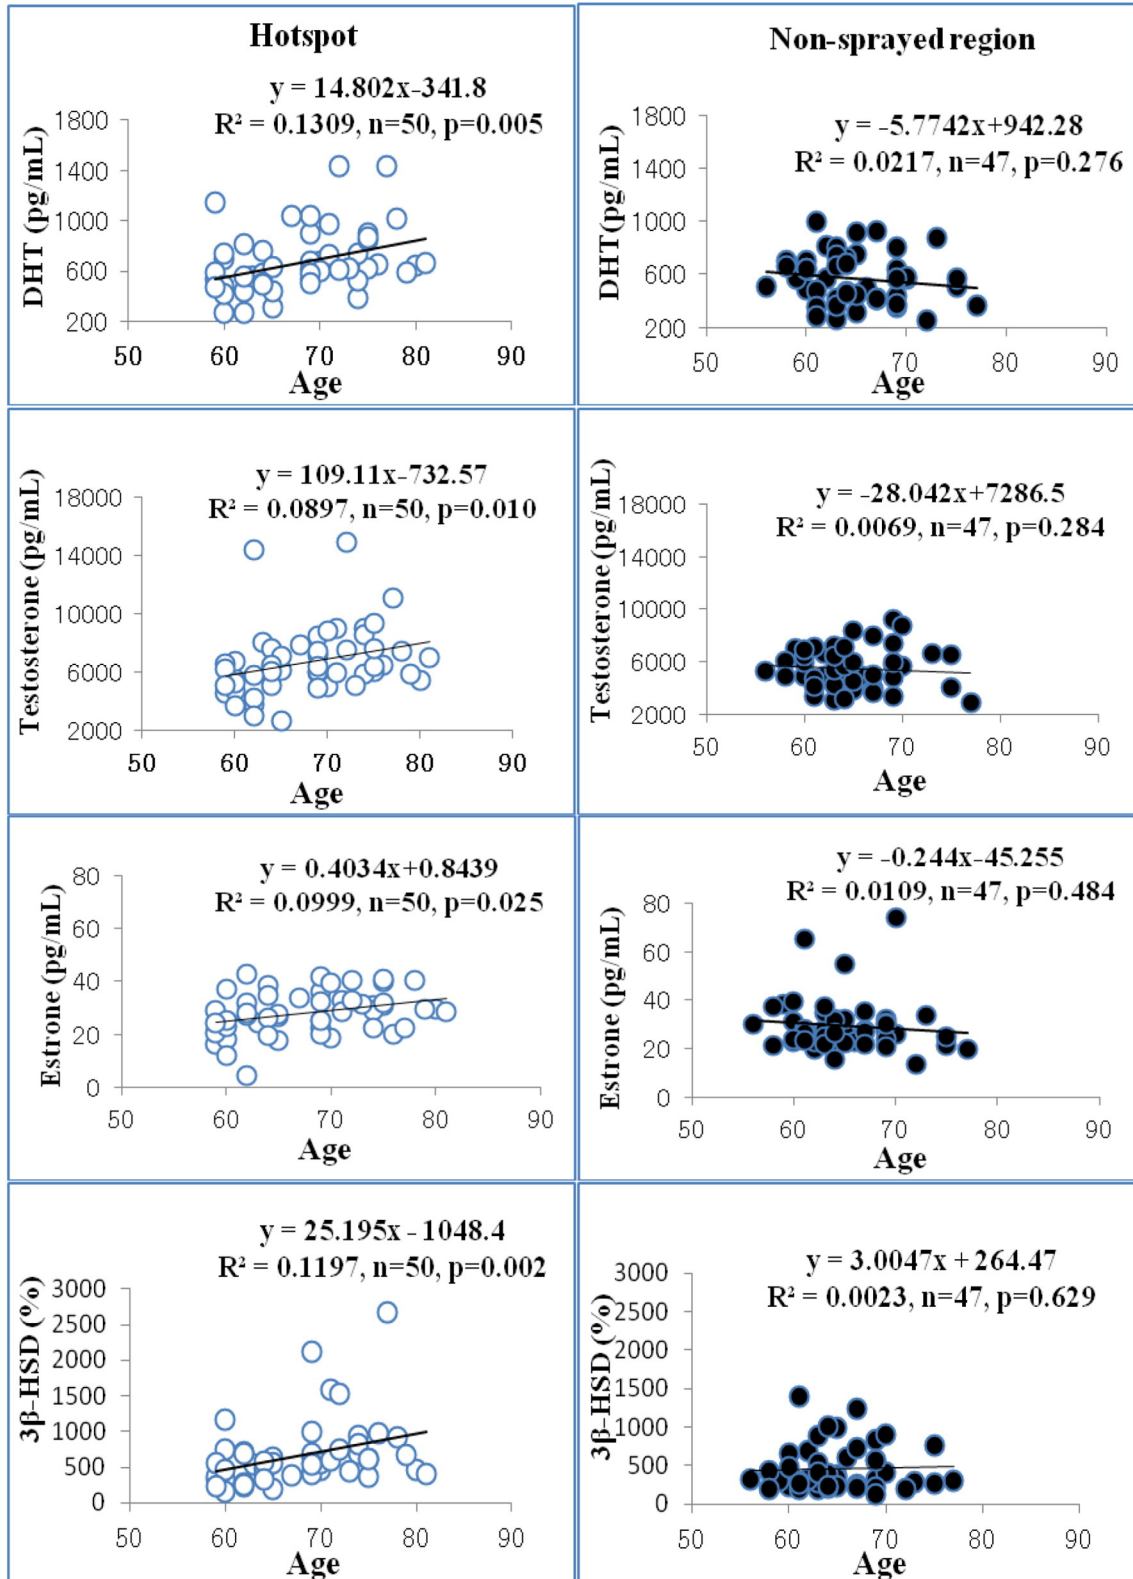 Hotspot
y = 14.802x-341.8
R² = 0.1309, n=50, p=0.005
DHT (pg/mL)
1800
1400
1000
600
200
50 60 70 80 90
Age
Non-sprayed region
y = -5.7742x+942.28
R² = 0.0217, n=47, p=0.276
DHT(pg/mL)
1800
1400
1000
600
200
50 60 70 80 90
Age
y = 109.11x-732.57
R² = 0.0897, n=50, p=0.010
Testosterone (pg/mL)
18000
14000
10000
6000
2000
50 60 70 80 90
Age
y = -28.042x+7286.5
R² = 0.0069, n=47, p=0.284
Testosterone (pg/mL)
18000
14000
10000
6000
2000
50 60 70 80 90
Age
y = 0.4034x+0.8439
R² = 0.0999, n=50, p=0.025
Estrone (pg/mL)
80
60
40
20
0
50 60 70 80 90
Age
y = -0.244x-45.255
R² = 0.0109, n=47, p=0.484
Estrone (pg/mL)
80
60
40
20
0
50 60 70 80 90
Age
y = 25.195x - 1048.4
R² = 0.1197, n=50, p=0.002
3β-HSD (%)
3000
2500
2000
1500
1000
500
0
50 60 70 80 90
Age
y = 3.0047x + 264.47
R² = 0.0023, n=47, p=0.629
3β-HSD (%)
3000
2500
2000
1500
1000
500
0
50 60 70 80 90
Age